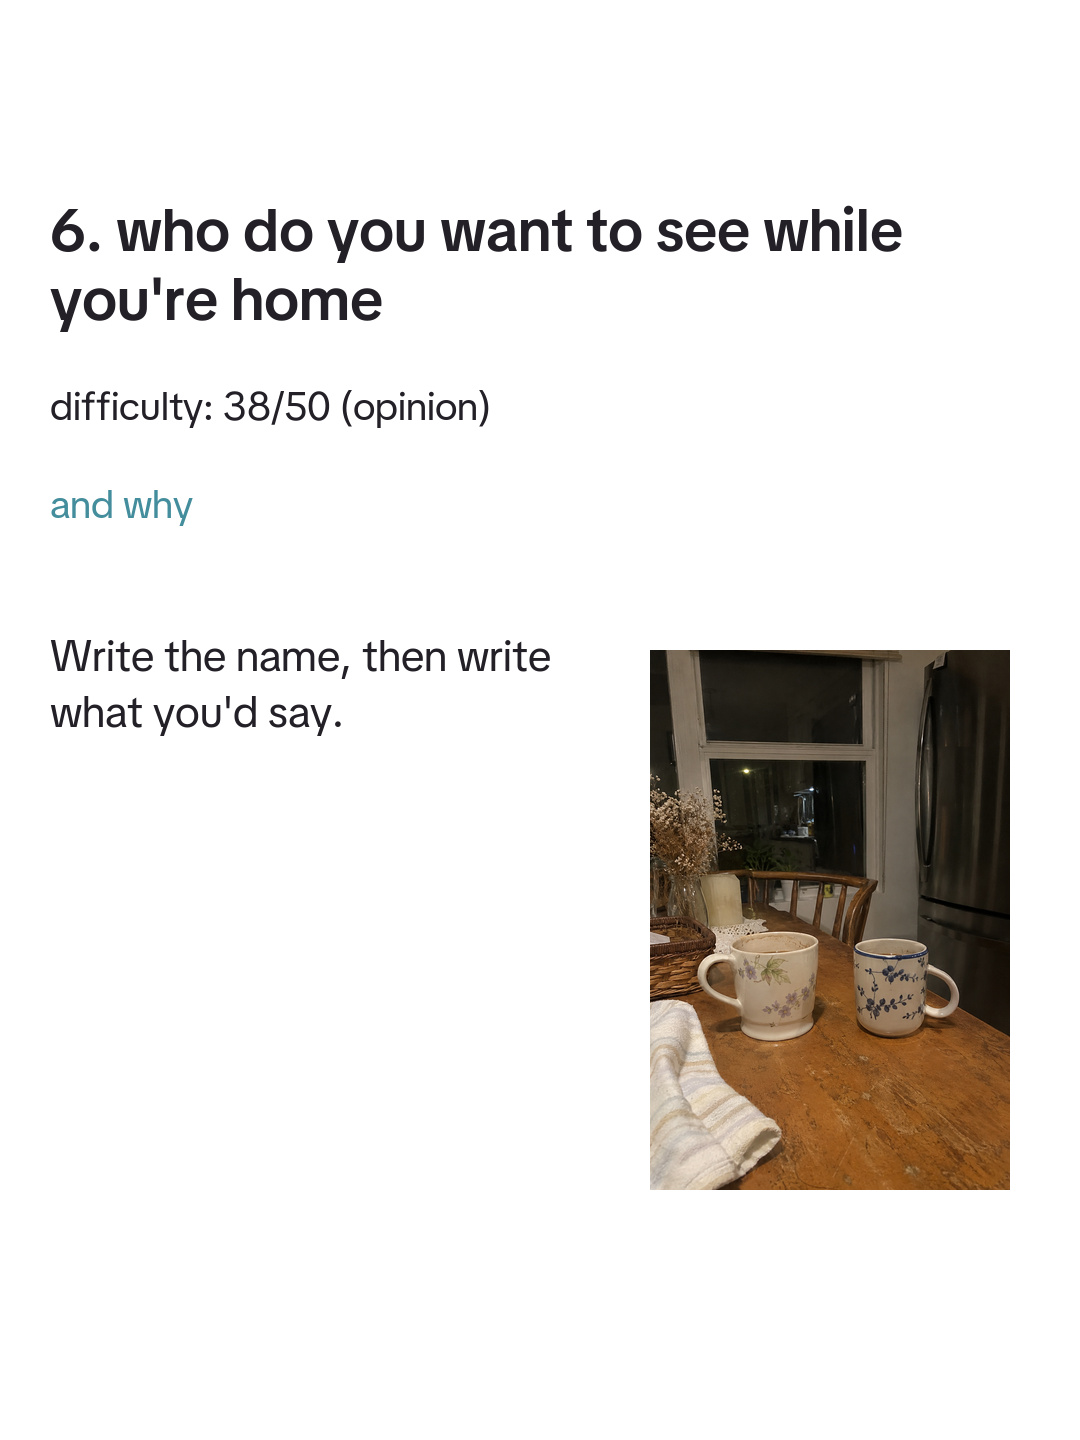 6. who do you want to see while
you're home
difficulty: 38/50 (opinion)
and why
Write the name, then write
what you'd say.